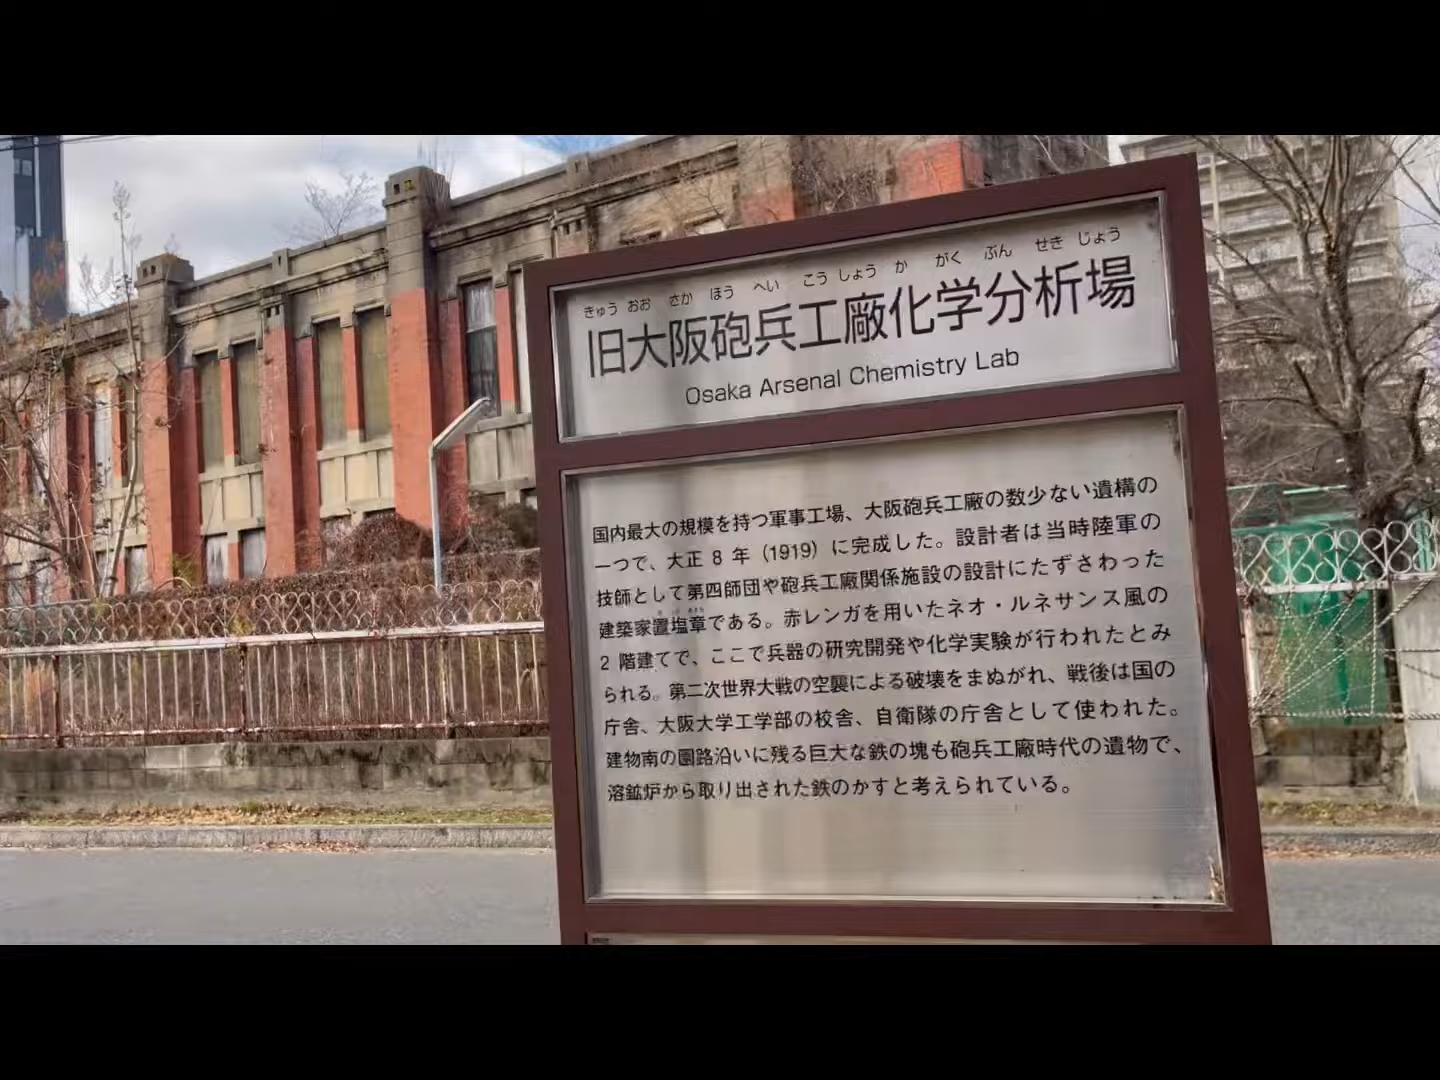 きゅう おお さか ほう へい こう しょう か がく ぶん せき じょう
旧大阪砲兵工廠化学分析場
Osaka Arsenal Chemistry Lab
国内最大の規模を持つ軍事工場、大阪砲兵工廠の数少ない遺構の
一つで、大正 8 年（1919）に完成した。設計者は当時陸軍の
技師として第四師団や砲兵工廠関係施設の設計にたずさわった
建築家置塩章である。赤レンガを用いたネオ・ルネサンス風の
2 階建てで、ここで兵器の研究開発や化学実験が行われたとみ
られる。第二次世界大戦の空襲による破壊をまぬがれ、戦後は国の
庁舎、大阪大学工学部の校舎、自衛隊の庁舎として使われた。
建物南の園路沿いに残る巨大な鉄の塊も砲兵工廠時代の遺物で、
溶鉱炉から取り出された鉄のかすと考えられている。